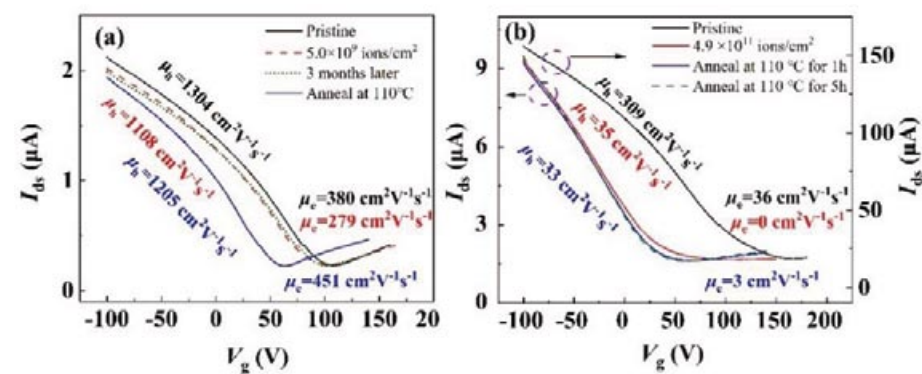 (a)
Pristine
5.0×10⁹ ions/cm²
3 months later
Anneal at 110°C
μh=1304 cm²V⁻¹s⁻¹
μh=1108 cm²V⁻¹s⁻¹
μh=1205 cm²V⁻¹s⁻¹
μe=380 cm²V⁻¹s⁻¹
μe=279 cm²V⁻¹s⁻¹
μe=451 cm²V⁻¹s⁻¹
Ids (μA)
2
1
0
-100 -50 0 50 100 150 20
Vg (V)
(b)
Pristine
4.9 ×10¹¹ ions/cm²
Anneal at 110 °C for 1h
Anneal at 110 °C for 5h
μh=309 cm²V⁻¹s⁻¹
μh=35 cm²V⁻¹s⁻¹
μh=33 cm²V⁻¹s⁻¹
μe=36 cm²V⁻¹s⁻¹
μe=0 cm²V⁻¹s⁻¹
μe=3 cm²V⁻¹s⁻¹
Ids (μA)
9
6
3
0
150
100
50
0
Ids (μA)
-100 -50 0 50 100 150 200
Vg (V)